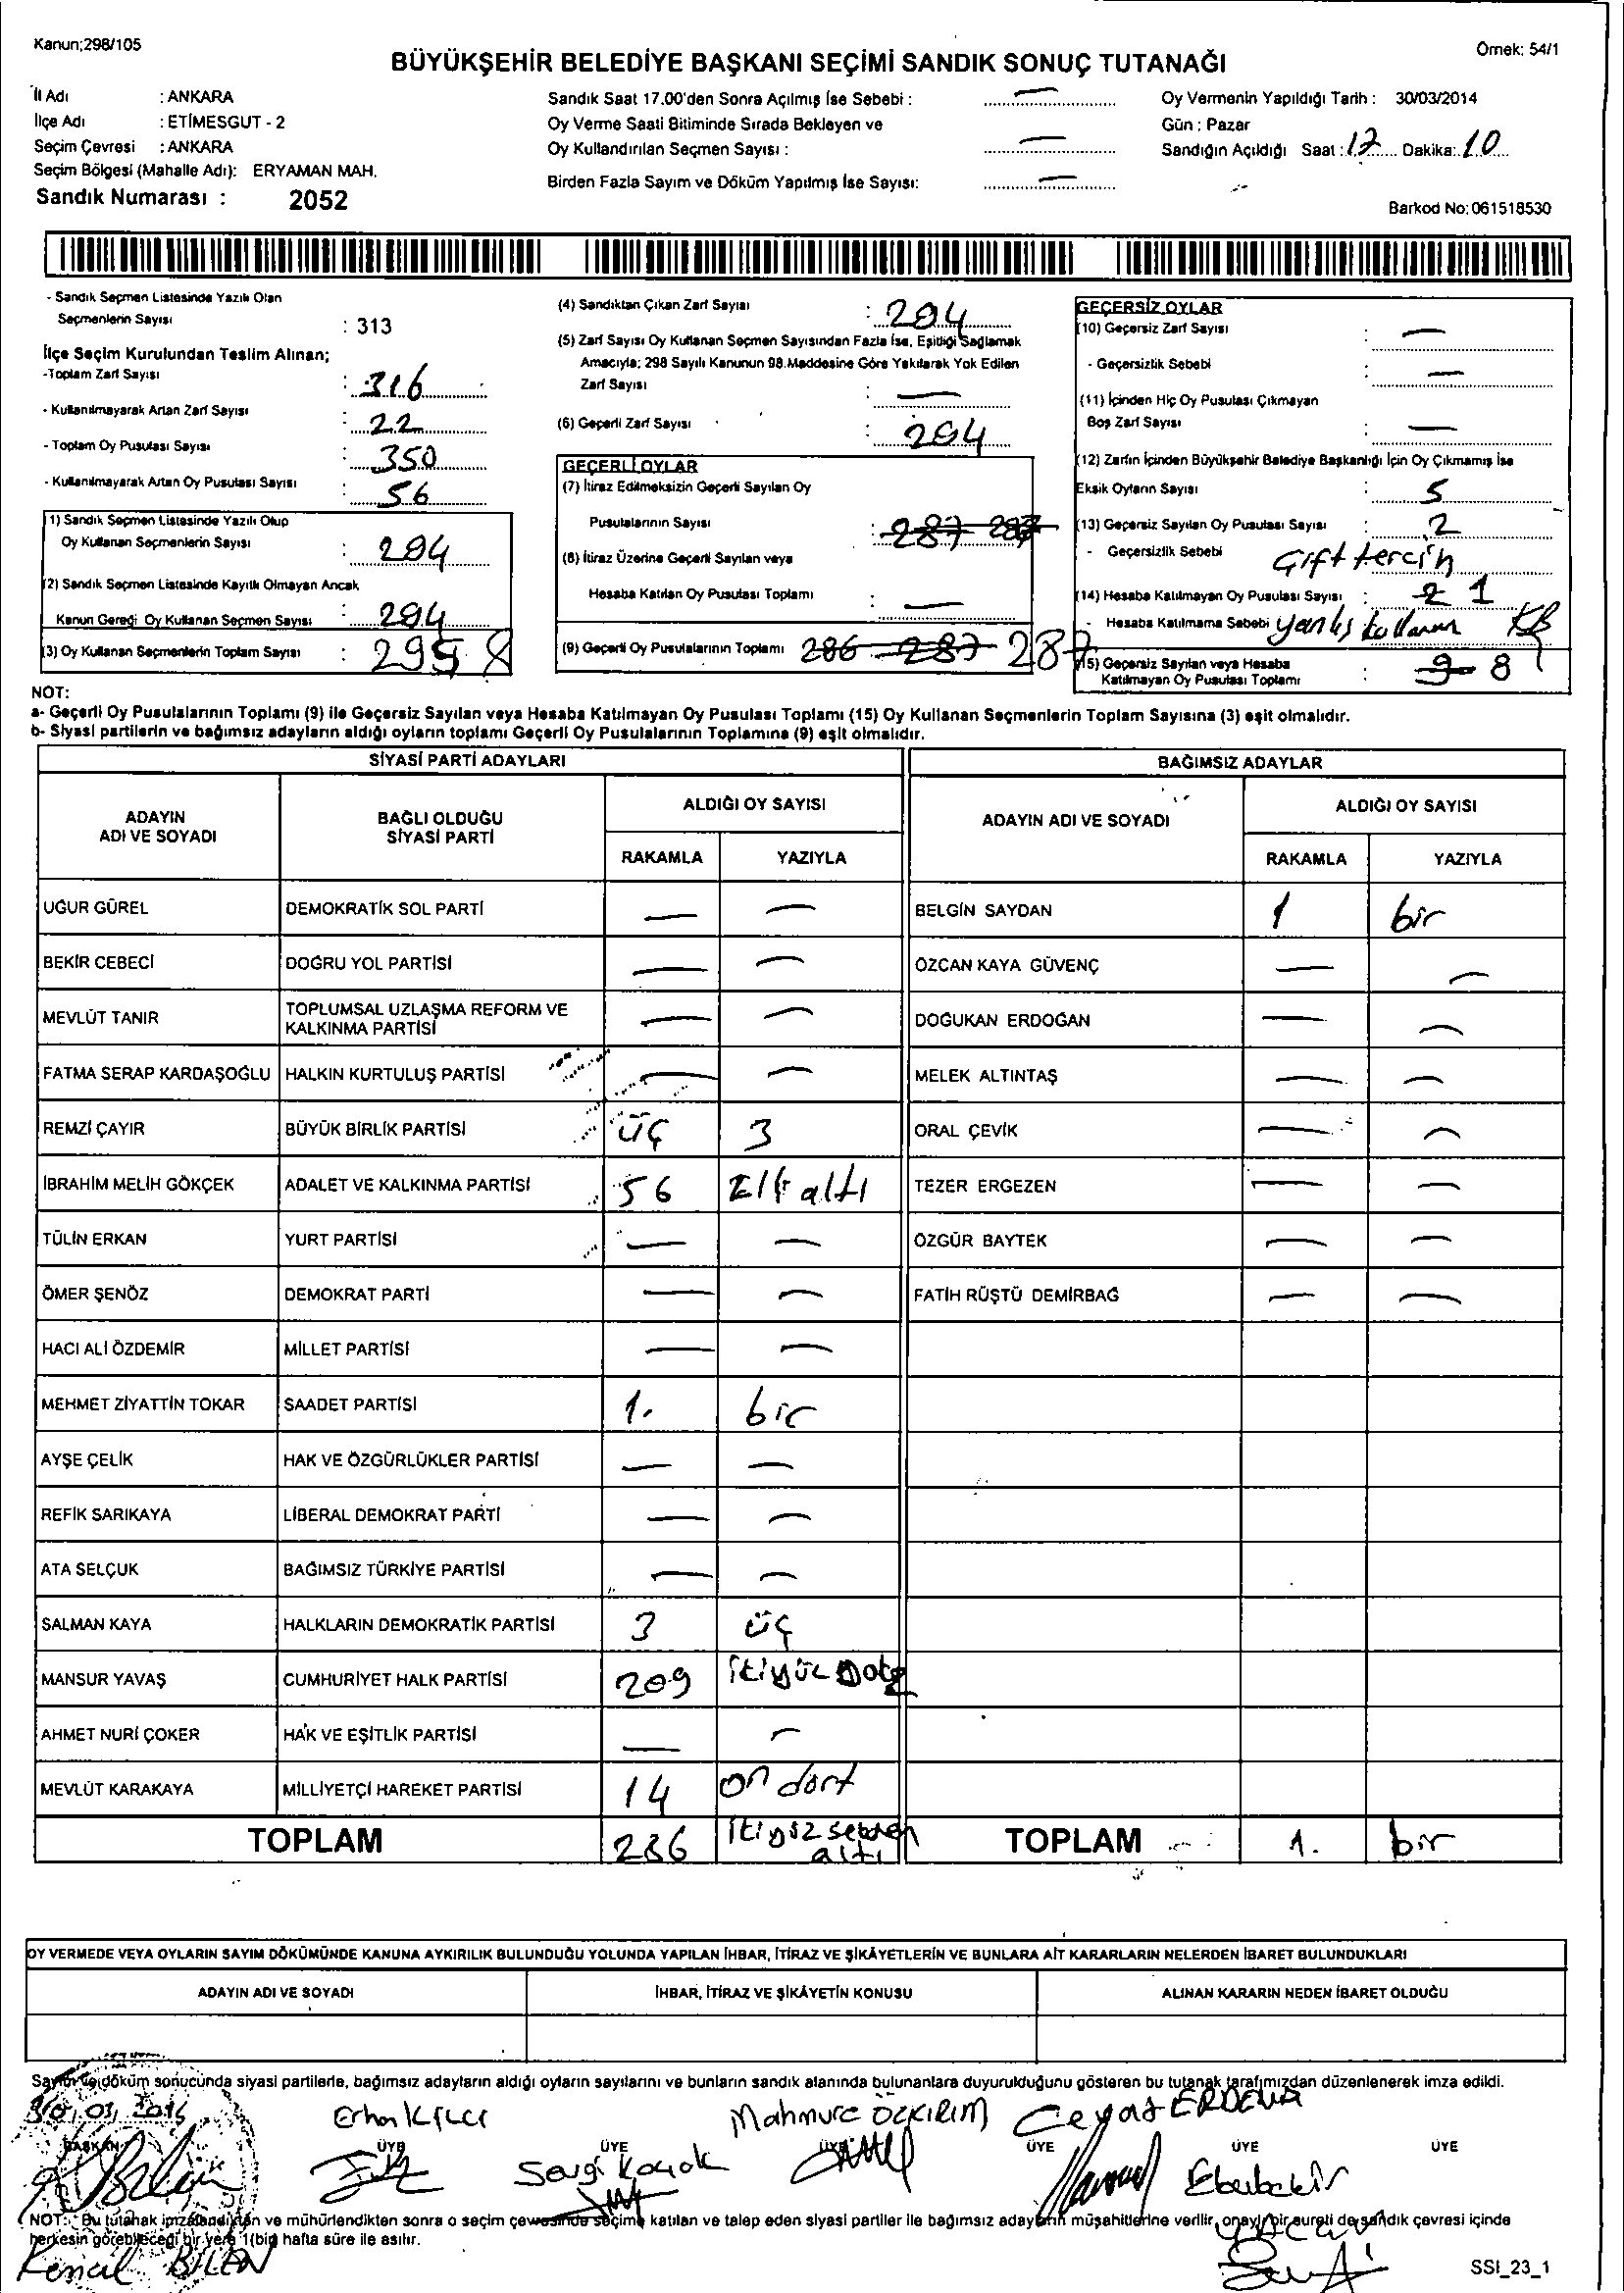 Kanun;298/105
Örnek: 54/1
BÜYÜKŞEHİR BELEDİYE BAŞKANI SEÇİMİ SANDIK SONUÇ TUTANAĞI
İl Adı : ANKARA
İlçe Adı : ETİMESGUT - 2
Seçim Çevresi : ANKARA
Seçim Bölgesi (Mahalle Adı): ERYAMAN MAH.
Sandık Numarası : 2052
Sandık Saat 17.00'den Sonra Açılmış İse Sebebi : —
Oy Verme Saati Bitiminde Sırada Bekleyen ve
Oy Kullandırılan Seçmen Sayısı : —
Birden Fazla Sayım ve Döküm Yapılmış İse Sayısı: —
Oy Vermenin Yapıldığı Tarih : 30/03/2014
Gün : Pazar
Sandığın Açıldığı Saat : 17 Dakika: 10
Barkod No: 061518530
- Sandık Seçmen Listesinde Yazılı Olan
Seçmenlerin Sayısı : 313
İlçe Seçim Kurulundan Teslim Alınan;
-Toplam Zarf Sayısı : 316
- Kullanılmayarak Artan Zarf Sayısı : 22
- Toplam Oy Pusulası Sayısı : 350
- Kullanılmayarak Artan Oy Pusulası Sayısı : 56
(1) Sandık Seçmen Listesinde Yazılı Olup
Oy Kullanan Seçmenlerin Sayısı : 294
(2) Sandık Seçmen Listesinde Kayıtlı Olmayan Ancak
Kanun Gereği Oy Kullanan Seçmen Sayısı : 294
(3) Oy Kullanan Seçmenlerin Toplam Sayısı : 295
(4) Sandıktan Çıkan Zarf Sayısı : 294
(5) Zarf Sayısı Oy Kullanan Seçmen Sayısından Fazla İse, Eşitliği Sağlamak
Amacıyla; 298 Sayılı Kanunun 98.Maddesine Göre Yakılarak Yok Edilen
Zarf Sayısı : —
(6) Geçerli Zarf Sayısı : 294
GEÇERLİ OYLAR
(7) İtiraz Edilmeksizin Geçerli Sayılan Oy
Pusulalarının Sayısı : 287 287
(8) İtiraz Üzerine Geçerli Sayılan veya
Hesaba Katılan Oy Pusulası Toplamı : —
(9) Geçerli Oy Pusulalarının Toplamı 286 287 287
GEÇERSİZ OYLAR
(10) Geçersiz Zarf Sayısı : —
- Geçersizlik Sebebi : —
(11) İçinden Hiç Oy Pusulası Çıkmayan
Boş Zarf Sayısı : —
(12) Zarfın İçinden Büyükşehir Belediye Başkanlığı İçin Oy Çıkmamış İse
Eksik Oyların Sayısı : 5
(13) Geçersiz Sayılan Oy Pusulası Sayısı : 2
- Geçersizlik Sebebi Çift tercih
(14) Hesaba Katılmayan Oy Pusulası Sayısı : 2 1
- Hesaba Katılmama Sebebi yanlış kullanım
(15) Geçersiz Sayılan veya Hesaba
Katılmayan Oy Pusulası Toplamı : 9 8
NOT:
a- Geçerli Oy Pusulalarının Toplamı (9) ile Geçersiz Sayılan veya Hesaba Katılmayan Oy Pusulası Toplamı (15) Oy Kullanan Seçmenlerin Toplam Sayısına (3) eşit olmalıdır.
b- Siyasi partilerin ve bağımsız adayların aldığı oyların toplamı Geçerli Oy Pusulalarının Toplamına (9) eşit olmalıdır.
SİYASİ PARTİ ADAYLARI
BAĞIMSIZ ADAYLAR
ADAYIN ADI VE SOYADI
BAĞLI OLDUĞU SİYASİ PARTİ
ALDIĞI OY SAYISI
RAKAMLA YAZIYLA
ADAYIN ADI VE SOYADI
ALDIĞI OY SAYISI
RAKAMLA YAZIYLA
UĞUR GÜREL DEMOKRATİK SOL PARTİ — — BELGİN SAYDAN 1 bir
BEKİR CEBECİ DOĞRU YOL PARTİSİ — — ÖZCAN KAYA GÜVENÇ — —
MEVLÜT TANIR TOPLUMSAL UZLAŞMA REFORM VE KALKINMA PARTİSİ — — DOĞUKAN ERDOĞAN — —
FATMA SERAP KARDAŞOĞLU HALKIN KURTULUŞ PARTİSİ — — MELEK ALTINTAŞ — —
REMZİ ÇAYIR BÜYÜK BİRLİK PARTİSİ üç 3 ORAL ÇEVİK — —
İBRAHİM MELİH GÖKÇEK ADALET VE KALKINMA PARTİSİ 56 Elli altı TEZER ERGEZEN — —
TÜLİN ERKAN YURT PARTİSİ — — ÖZGÜR BAYTEK — —
ÖMER ŞENÖZ DEMOKRAT PARTİ — — FATİH RÜŞTÜ DEMİRBAĞ — —
HACI ALİ ÖZDEMİR MİLLET PARTİSİ — —
MEHMET ZİYATTİN TOKAR SAADET PARTİSİ 1. bir
AYŞE ÇELİK HAK VE ÖZGÜRLÜKLER PARTİSİ — —
REFİK SARIKAYA LİBERAL DEMOKRAT PARTİ — —
ATA SELÇUK BAĞIMSIZ TÜRKİYE PARTİSİ — —
SALMAN KAYA HALKLARIN DEMOKRATİK PARTİSİ 3 üç
MANSUR YAVAŞ CUMHURİYET HALK PARTİSİ 209 ikiyüz
AHMET NURİ ÇOKER HAK VE EŞİTLİK PARTİSİ — —
MEVLÜT KARAKAYA MİLLİYETÇİ HAREKET PARTİSİ 14 on dört
TOPLAM 286 altı TOPLAM 1. bir
OY VERMEDE VEYA OYLARIN SAYIM DÖKÜMÜNDE KANUNA AYKIRILIK BULUNDUĞU YOLUNDA YAPILAN İHBAR, İTİRAZ VE ŞİKÂYETLERİN VE BUNLARA AİT KARARLARIN NELERDEN İBARET BULUNDUKLARI
ADAYIN ADI VE SOYADI İHBAR, İTİRAZ VE ŞİKÂYETİN KONUSU ALINAN KARARIN NEDEN İBARET OLDUĞU
Sayım ve döküm sonucunda siyasi partilerle, bağımsız adayların aldığı oyların sayılarını ve bunların sandık alanında bulunanlara duyurulduğunu gösteren bu tutanak tarafımızdan düzenlenerek imza edildi.
30.03.2014 Erhan Kılıcı Mahmure ÖZKIRIM
BAŞKAN ÜYE ÜYE ÜYE ÜYE ÜYE ÜYE
Sevgi
NOT: Bu tutanak imzalandıktan ve mühürlendikten sonra o seçim çevresinde seçime katılan ve talep eden siyasi partiler ile bağımsız adayların müşahitlerine verilir, onaylı bir sureti de sandık çevresi içinde
herkesin görebileceği bir yere 1(bir) hafta süre ile asılır.
Kemal BİLEN
SSI_23_1